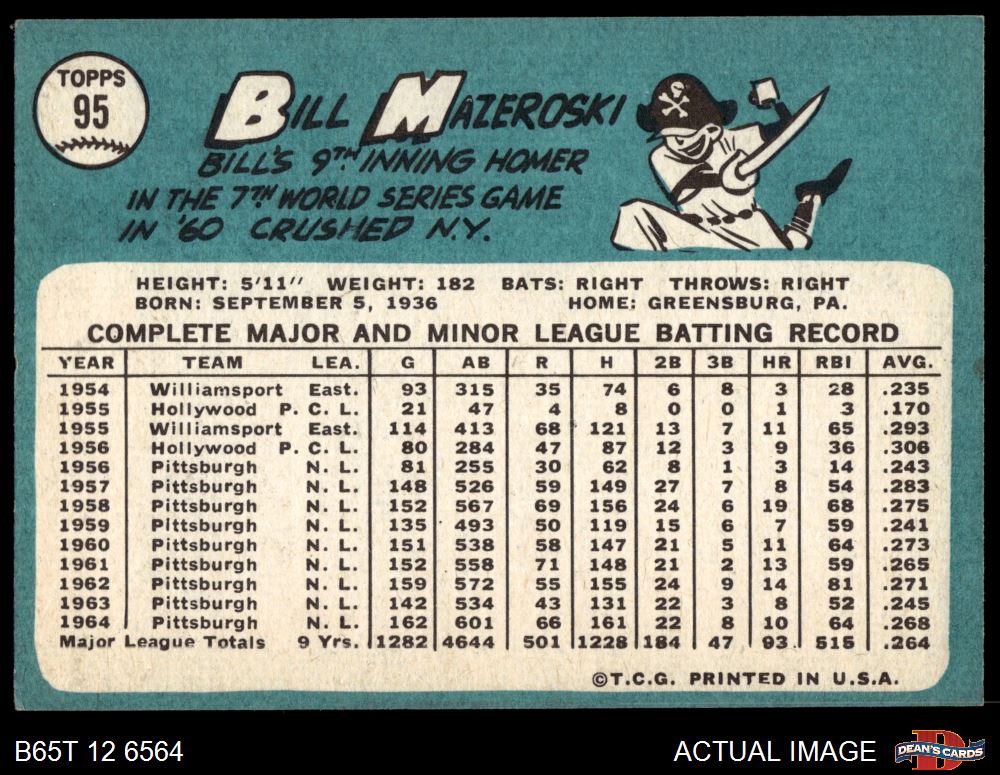 TOPPS
95
BILL MAZEROSKI
BILL'S 9TH INNING HOMER
IN THE 7TH WORLD SERIES GAME
IN '60 CRUSHED N.Y.
HEIGHT: 5'11" WEIGHT: 182 BATS: RIGHT THROWS: RIGHT
BORN: SEPTEMBER 5, 1936 HOME: GREENSBURG, PA.
COMPLETE MAJOR AND MINOR LEAGUE BATTING RECORD
YEAR TEAM LEA. G AB R H 2B 3B HR RBI AVG.
1954 Williamsport East. 93 315 35 74 6 8 3 28 .235
1955 Hollywood P. C. L. 21 47 4 8 0 0 1 3 .170
1955 Williamsport East. 114 413 68 121 13 7 11 65 .293
1956 Hollywood P. C. L. 80 284 47 87 12 3 9 36 .306
1956 Pittsburgh N. L. 81 255 30 62 8 1 3 14 .243
1957 Pittsburgh N. L. 148 526 59 149 27 7 8 54 .283
1958 Pittsburgh N. L. 152 567 69 156 24 6 19 68 .275
1959 Pittsburgh N. L. 135 493 50 119 15 6 7 59 .241
1960 Pittsburgh N. L. 151 538 58 147 21 5 11 64 .273
1961 Pittsburgh N. L. 152 558 71 148 21 2 13 59 .265
1962 Pittsburgh N. L. 159 572 55 155 24 9 14 81 .271
1963 Pittsburgh N. L. 142 534 43 131 22 3 8 52 .245
1964 Pittsburgh N. L. 162 601 66 161 22 8 10 64 .268
Major League Totals 9 Yrs. 1282 4644 501 1228 184 47 93 515 .264
©T.C.G. PRINTED IN U.S.A.
B65T 12 6564 ACTUAL IMAGE
D
DEAN'S CARDS